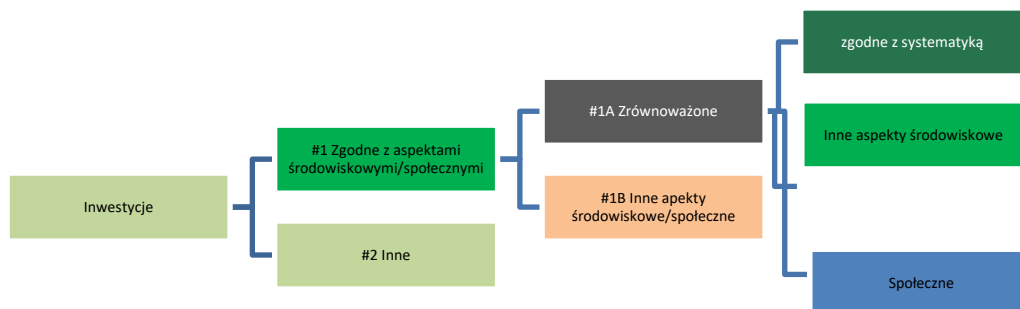 Inwestycje
#1 Zgodne z aspektami
środowiskowymi/społecznymi
#2 Inne
#1A Zrównoważone
#1B Inne apekty
środowiskowe/społeczne
zgodne z systematyką
Inne aspekty środowiskowe
Społeczne